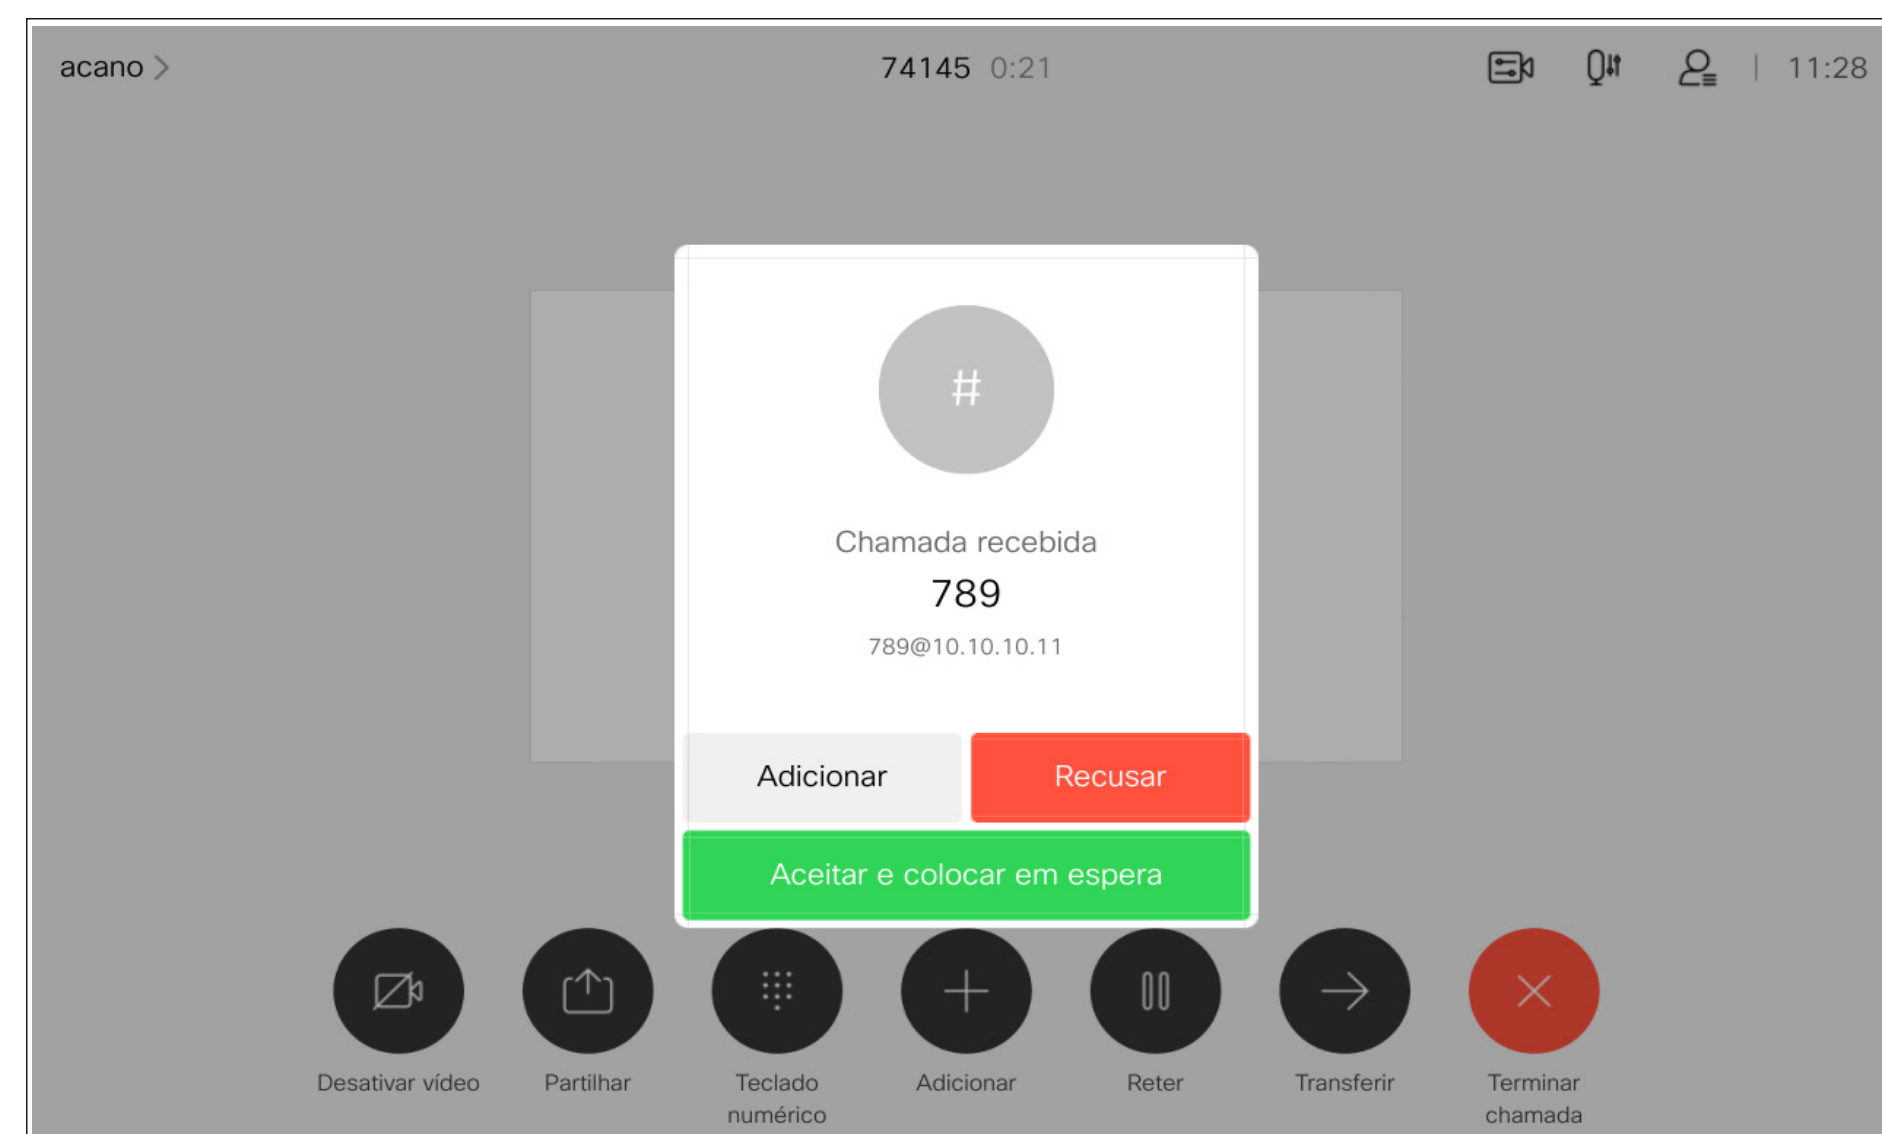 acano
74145 0:21
11:28
#
Chamada recebida
789
789@10.10.10.11
Adicionar
Recusar
Aceitar e colocar em espera
Desativar vídeo
Partilhar
Teclado
numérico
Adicionar
Reter
Transferir
Terminar
chamada